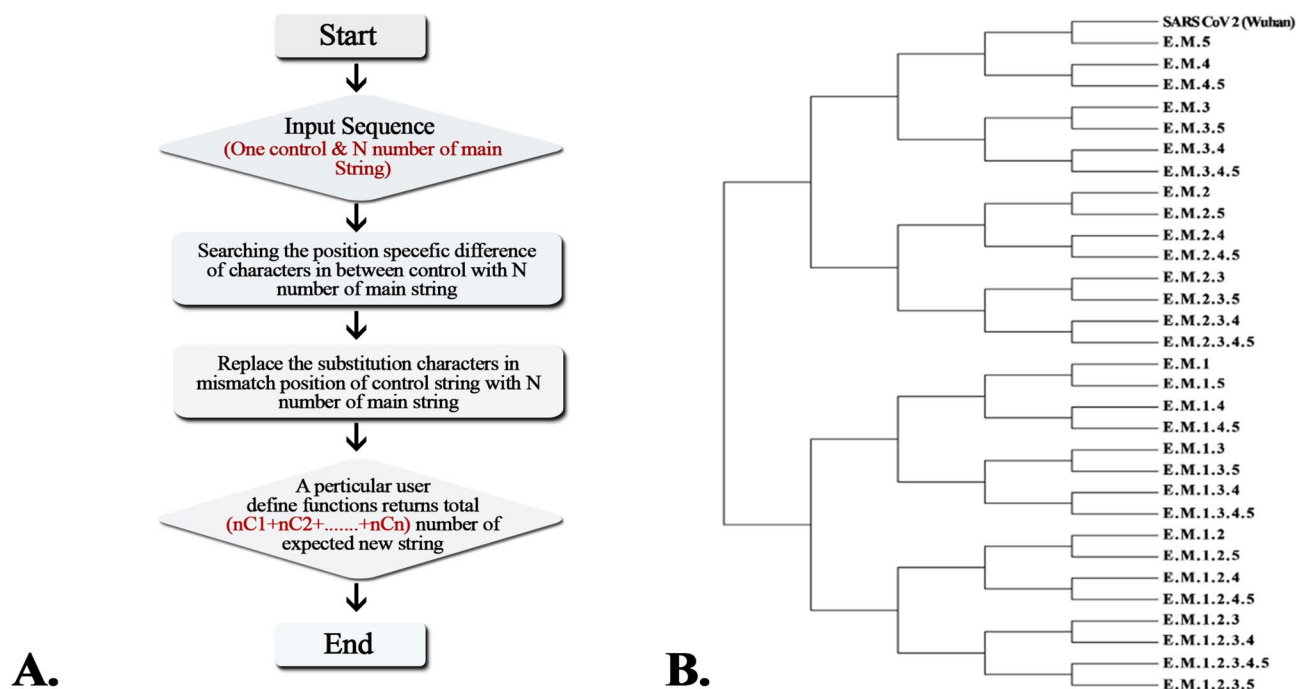 Start
Input Sequence
(One control & N number of main
String)
Searching the position specefic difference
of characters in between control with N
number of main string
Replace the substitution characters in
mismatch position of control string with N
number of main string
A perticular user
define functions returns total
(nC1+nC2+.......+nCn) number of
expected new string
End
A.
SARS CoV 2 (Wuhan)
E.M.5
E.M.4
E.M.4.5
E.M.3
E.M.3.5
E.M.3.4
E.M.3.4.5
E.M.2
E.M.2.5
E.M.2.4
E.M.2.4.5
E.M.2.3
E.M.2.3.5
E.M.2.3.4
E.M.2.3.4.5
E.M.1
E.M.1.5
E.M.1.4
E.M.1.4.5
E.M.1.3
E.M.1.3.5
E.M.1.3.4
E.M.1.3.4.5
E.M.1.2
E.M.1.2.5
E.M.1.2.4
E.M.1.2.4.5
E.M.1.2.3
E.M.1.2.3.4
E.M.1.2.3.4.5
E.M.1.2.3.5
B.